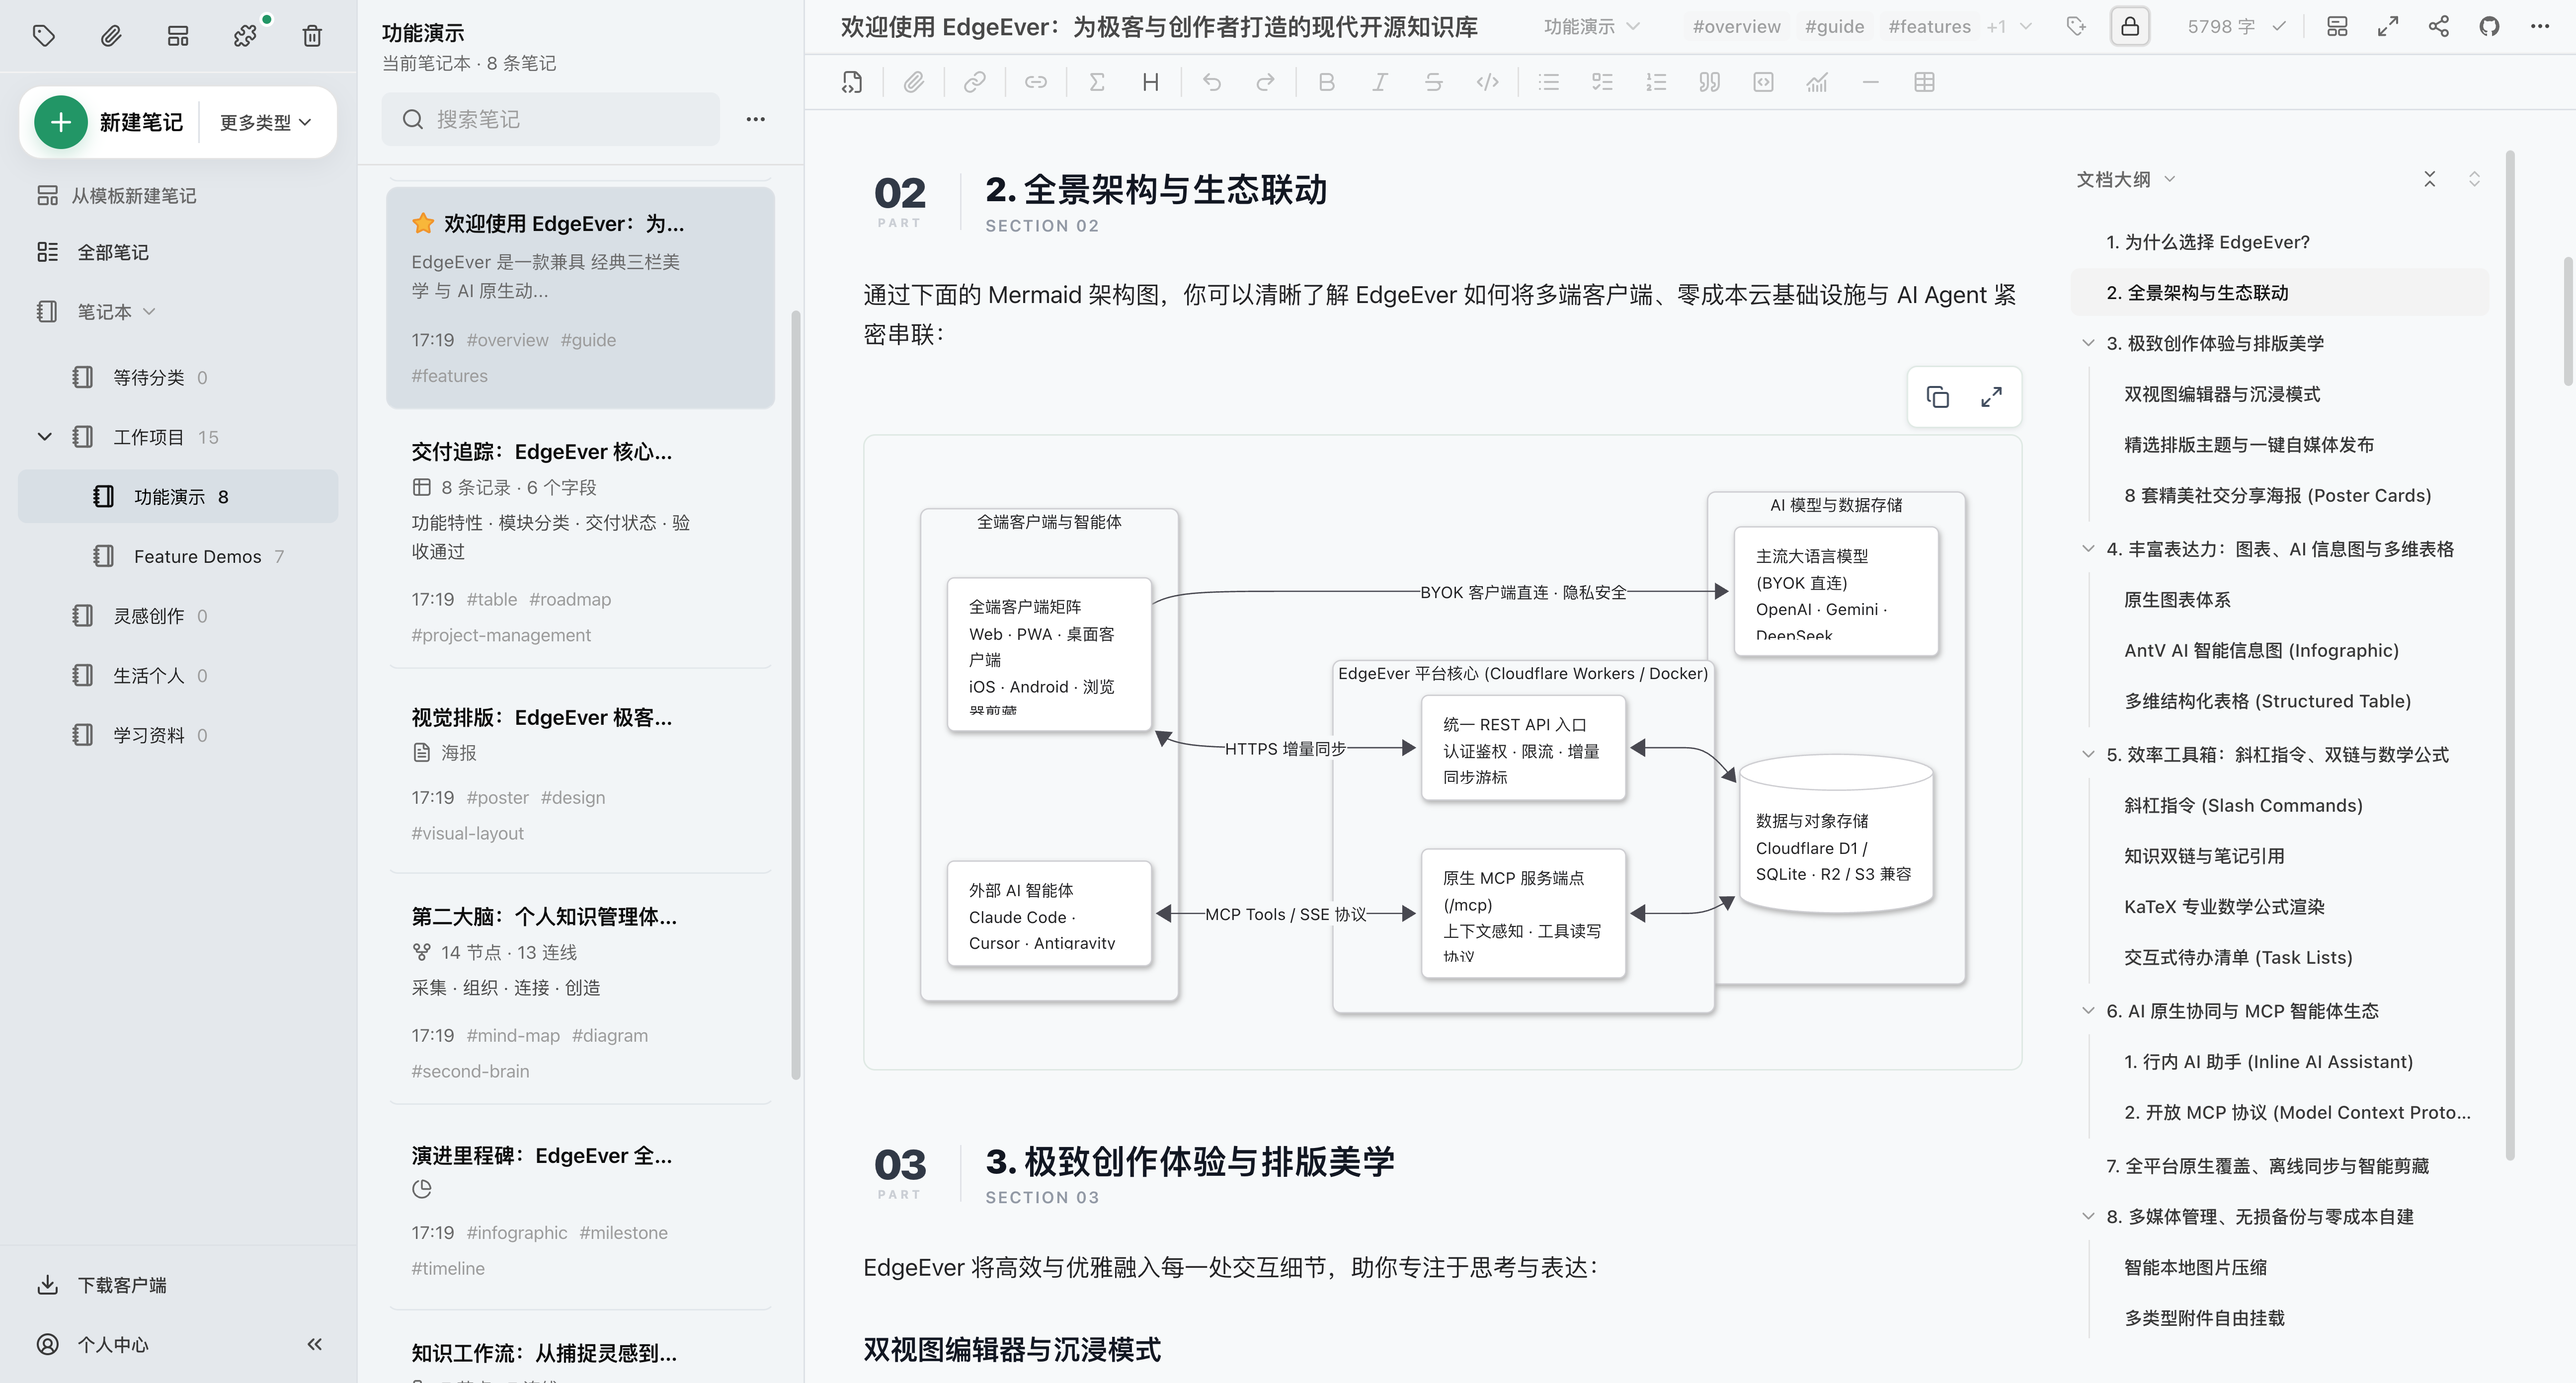 新建笔记
更多类型
从模板新建笔记
全部笔记
笔记本
等待分类 0
工作项目 15
功能演示 8
Feature Demos 7
灵感创作 0
生活个人 0
学习资料 0
下载客户端
个人中心
功能演示
当前笔记本 · 8 条笔记
搜索笔记
欢迎使用 EdgeEver：为...
EdgeEver 是一款兼具 经典三栏美
学 与 AI 原生动...
17:19 #overview #guide
#features
交付追踪：EdgeEver 核心...
8 条记录 · 6 个字段
功能特性 · 模块分类 · 交付状态 · 验
收通过
17:19 #table #roadmap
#project-management
视觉排版：EdgeEver 极客...
海报
17:19 #poster #design
#visual-layout
第二大脑：个人知识管理体...
14 节点 · 13 连线
采集 · 组织 · 连接 · 创造
17:19 #mind-map #diagram
#second-brain
演进里程碑：EdgeEver 全...
17:19 #infographic #milestone
#timeline
知识工作流：从捕捉灵感到...
欢迎使用 EdgeEver：为极客与创作者打造的现代开源知识库
功能演示
#overview #guide #features +1
5798 字
02
PART
2. 全景架构与生态联动
SECTION 02
通过下面的 Mermaid 架构图，你可以清晰了解 EdgeEver 如何将多端客户端、零成本云基础设施与 AI Agent 紧
密串联：
全端客户端与智能体
全端客户端矩阵
Web · PWA · 桌面客
户端
iOS · Android · 浏览
器剪藏
外部 AI 智能体
Claude Code ·
Cursor · Antigravity
BYOK 客户端直连 · 隐私安全
HTTPS 增量同步
MCP Tools / SSE 协议
EdgeEver 平台核心 (Cloudflare Workers / Docker)
统一 REST API 入口
认证鉴权 · 限流 · 增量
同步游标
原生 MCP 服务端点
(/mcp)
上下文感知 · 工具读写
协议
AI 模型与数据存储
主流大语言模型
(BYOK 直连)
OpenAI · Gemini ·
DeepSeek
数据与对象存储
Cloudflare D1 /
SQLite · R2 / S3 兼容
03
PART
3. 极致创作体验与排版美学
SECTION 03
EdgeEver 将高效与优雅融入每一处交互细节，助你专注于思考与表达：
双视图编辑器与沉浸模式
文档大纲
1. 为什么选择 EdgeEver?
2. 全景架构与生态联动
3. 极致创作体验与排版美学
双视图编辑器与沉浸模式
精选排版主题与一键自媒体发布
8 套精美社交分享海报 (Poster Cards)
4. 丰富表达力：图表、AI 信息图与多维表格
原生图表体系
AntV AI 智能信息图 (Infographic)
多维结构化表格 (Structured Table)
5. 效率工具箱：斜杠指令、双链与数学公式
斜杠指令 (Slash Commands)
知识双链与笔记引用
KaTeX 专业数学公式渲染
交互式待办清单 (Task Lists)
6. AI 原生协同与 MCP 智能体生态
1. 行内 AI 助手 (Inline AI Assistant)
2. 开放 MCP 协议 (Model Context Proto...
7. 全平台原生覆盖、离线同步与智能剪藏
8. 多媒体管理、无损备份与零成本自建
智能本地图片压缩
多类型附件自由挂载